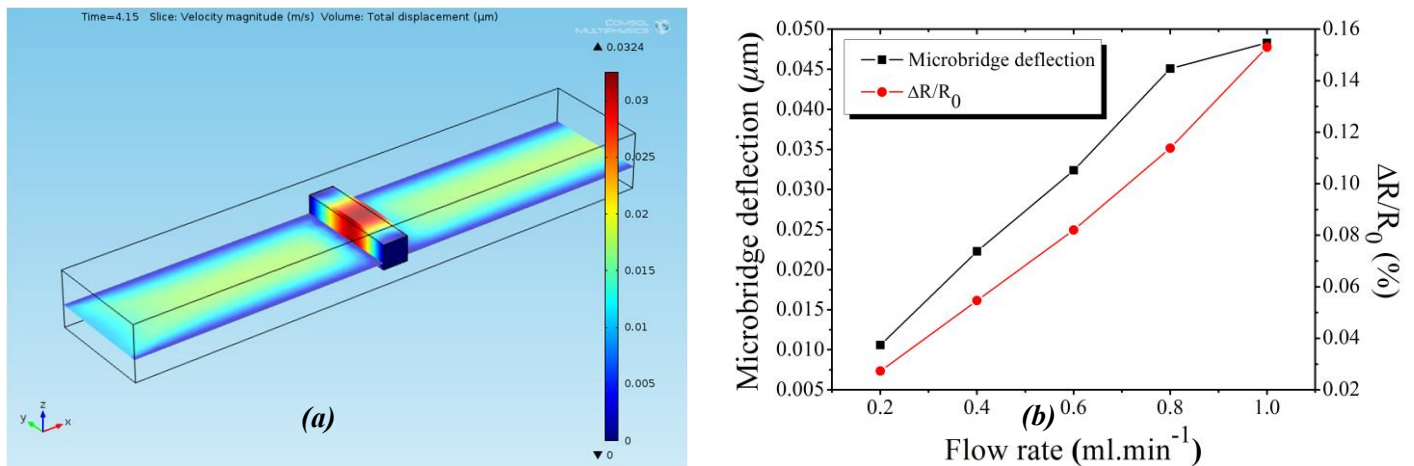 Time=4.15 Slice: Velocity magnitude (m/s) Volume: Total displacement (µm)
COMSOL
MULTIPHYSICS
▲ 0.0324
0.03
0.025
0.02
0.015
0.01
0.005
0
▼ 0
z
y
x
(a)
(b)
Microbridge deflection
ΔR/R0
Microbridge deflection (µm)
0.050
0.045
0.040
0.035
0.030
0.025
0.020
0.015
0.010
0.005
0.16
0.14
0.12
0.10
0.08
0.06
0.04
0.02
ΔR/R0 (%)
0.2 0.4 0.6 0.8 1.0
(b)
Flow rate (ml.min-1)